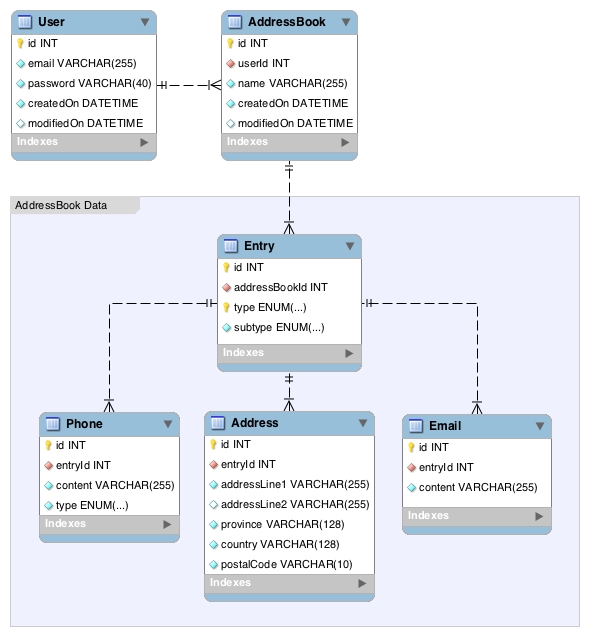 User
id INT
email VARCHAR(255)
password VARCHAR(40)
createdOn DATETIME
modifiedOn DATETIME
Indexes
AddressBook
id INT
userId INT
name VARCHAR(255)
createdOn DATETIME
modifiedOn DATETIME
Indexes
AddressBook Data
Entry
id INT
addressBookId INT
type ENUM(...)
subtype ENUM(...)
Indexes
Phone
id INT
entryId INT
content VARCHAR(255)
type ENUM(...)
Indexes
Address
id INT
entryId INT
addressLine1 VARCHAR(255)
addressLine2 VARCHAR(255)
province VARCHAR(128)
country VARCHAR(128)
postalCode VARCHAR(10)
Indexes
Email
id INT
entryId INT
content VARCHAR(255)
Indexes